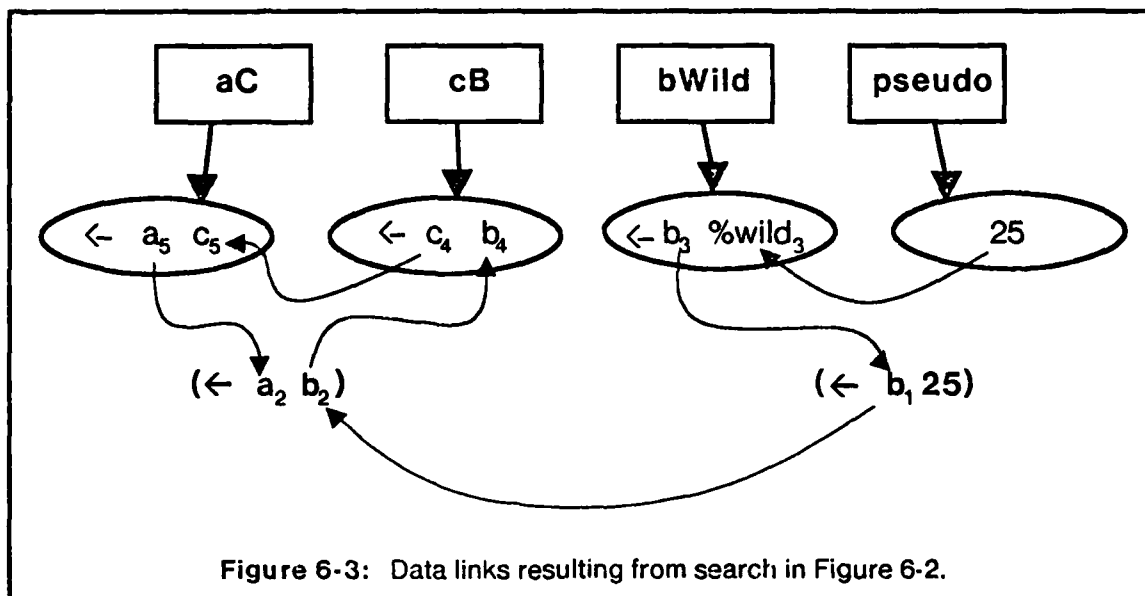 aC cB bWild pseudo
← a₅ c₅ ← c₄ b₄ ← b₃ %wild₃ 25
(← a₂ b₂) (← b₁ 25)
Figure 6-3: Data links resulting from search in Figure 6-2.